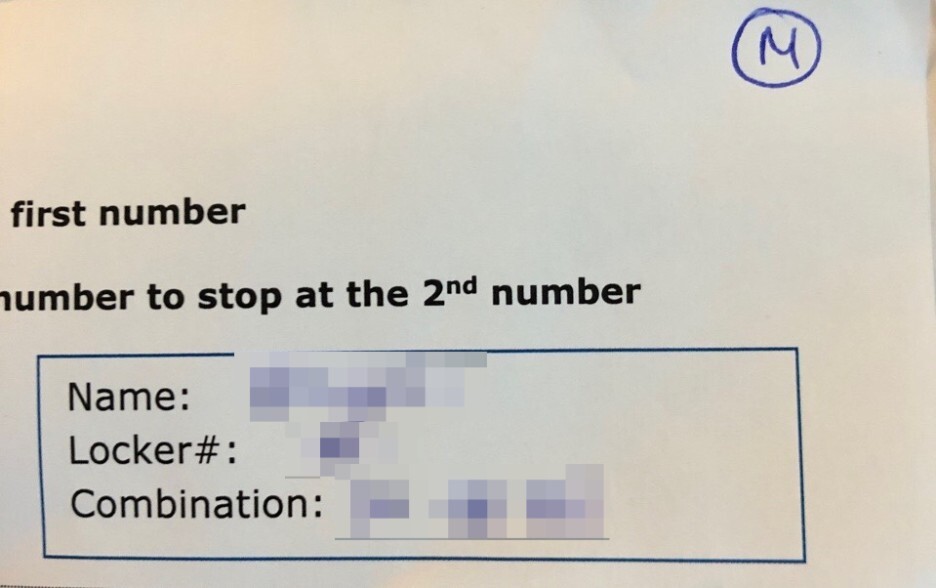 M
first number
number to stop at the 2nd number
Name:
Locker#:
Combination: